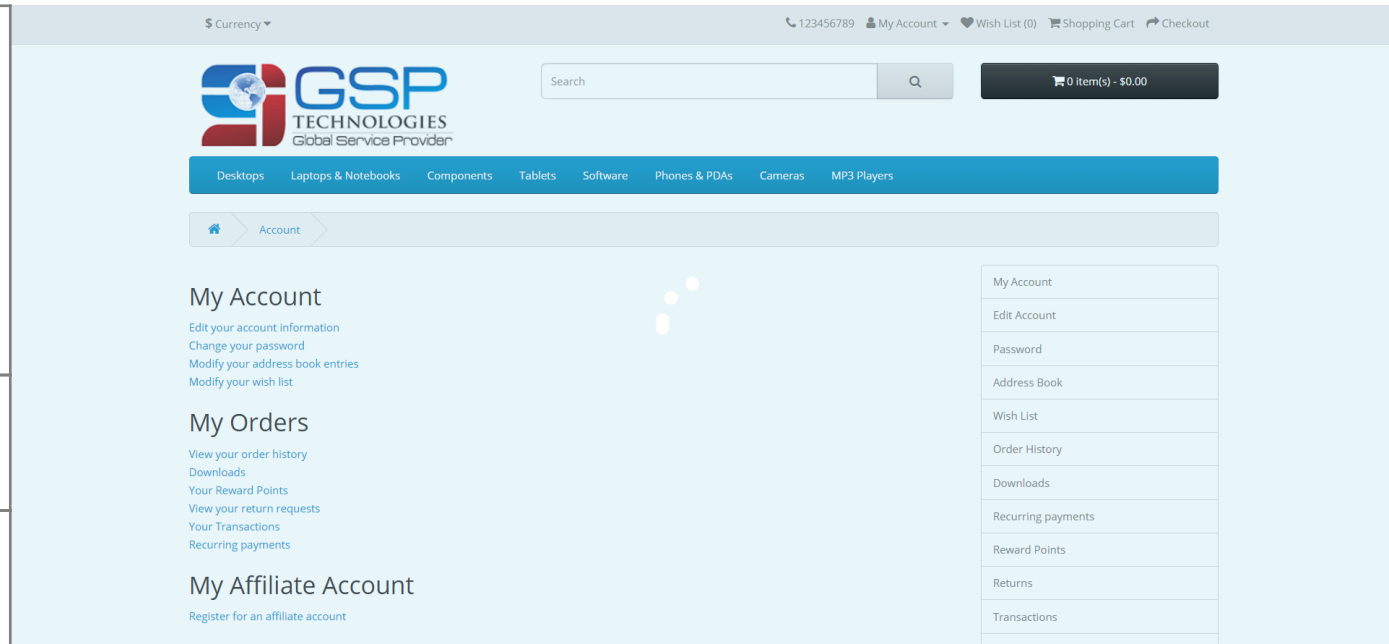 $ Currency
123456789 My Account Wish List (0) Shopping Cart Checkout
GSP
TECHNOLOGIES
Global Service Provider
Search
0 item(s) - $0.00
Desktops Laptops & Notebooks Components Tablets Software Phones & PDAs Cameras MP3 Players
Account
My Account
Edit your account information
Change your password
Modify your address book entries
Modify your wish list
My Orders
View your order history
Downloads
Your Reward Points
View your return requests
Your Transactions
Recurring payments
My Affiliate Account
Register for an affiliate account
My Account
Edit Account
Password
Address Book
Wish List
Order History
Downloads
Recurring payments
Reward Points
Returns
Transactions